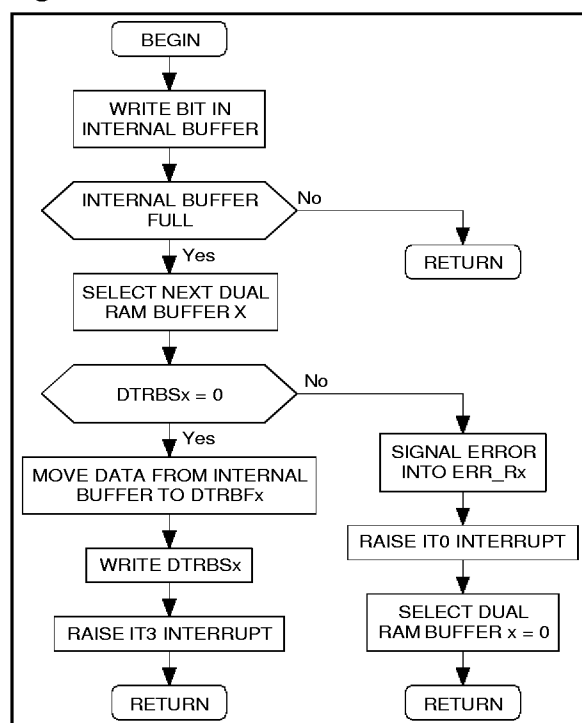 BEGIN
WRITE BIT IN
INTERNAL BUFFER
INTERNAL BUFFER
FULL
No
Yes
RETURN
SELECT NEXT DUAL
RAM BUFFER X
DTRBSx = 0
No
Yes
MOVE DATA FROM INTERNAL
BUFFER TO DTRBFx
WRITE DTRBSx
RAISE IT3 INTERRUPT
RETURN
SIGNAL ERROR
INTO ERR_Rx
RAISE IT0 INTERRUPT
SELECT DUAL
RAM BUFFER x = 0
RETURN